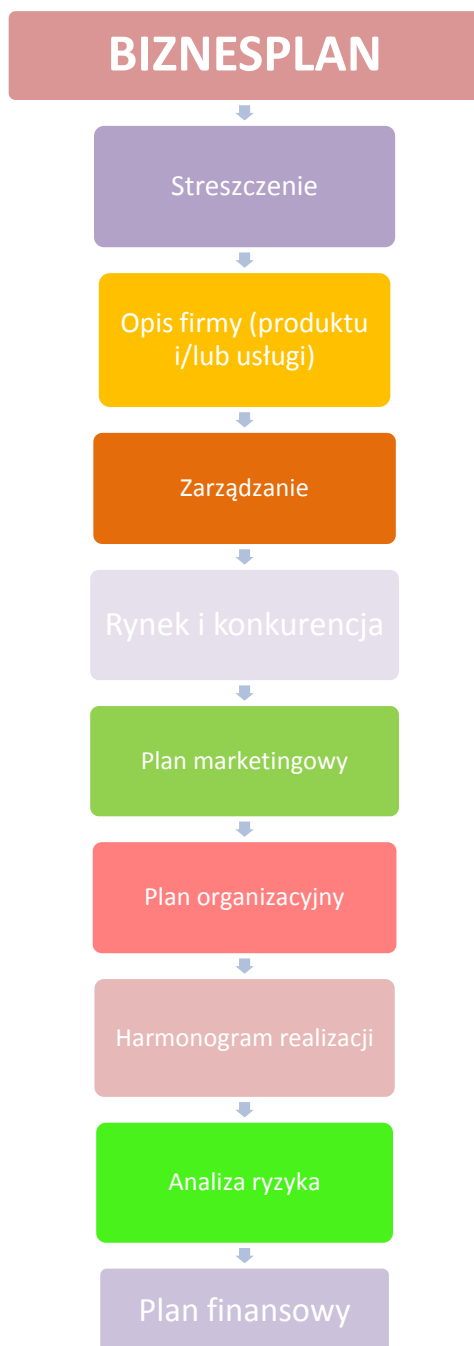 BIZNESPLAN
Streszczenie
Opis firmy (produktu
i/lub usługi)
Zarządzanie
Rynek i konkurencja
Plan marketingowy
Plan organizacyjny
Harmonogram realizacji
Analiza ryzyka
Plan finansowy